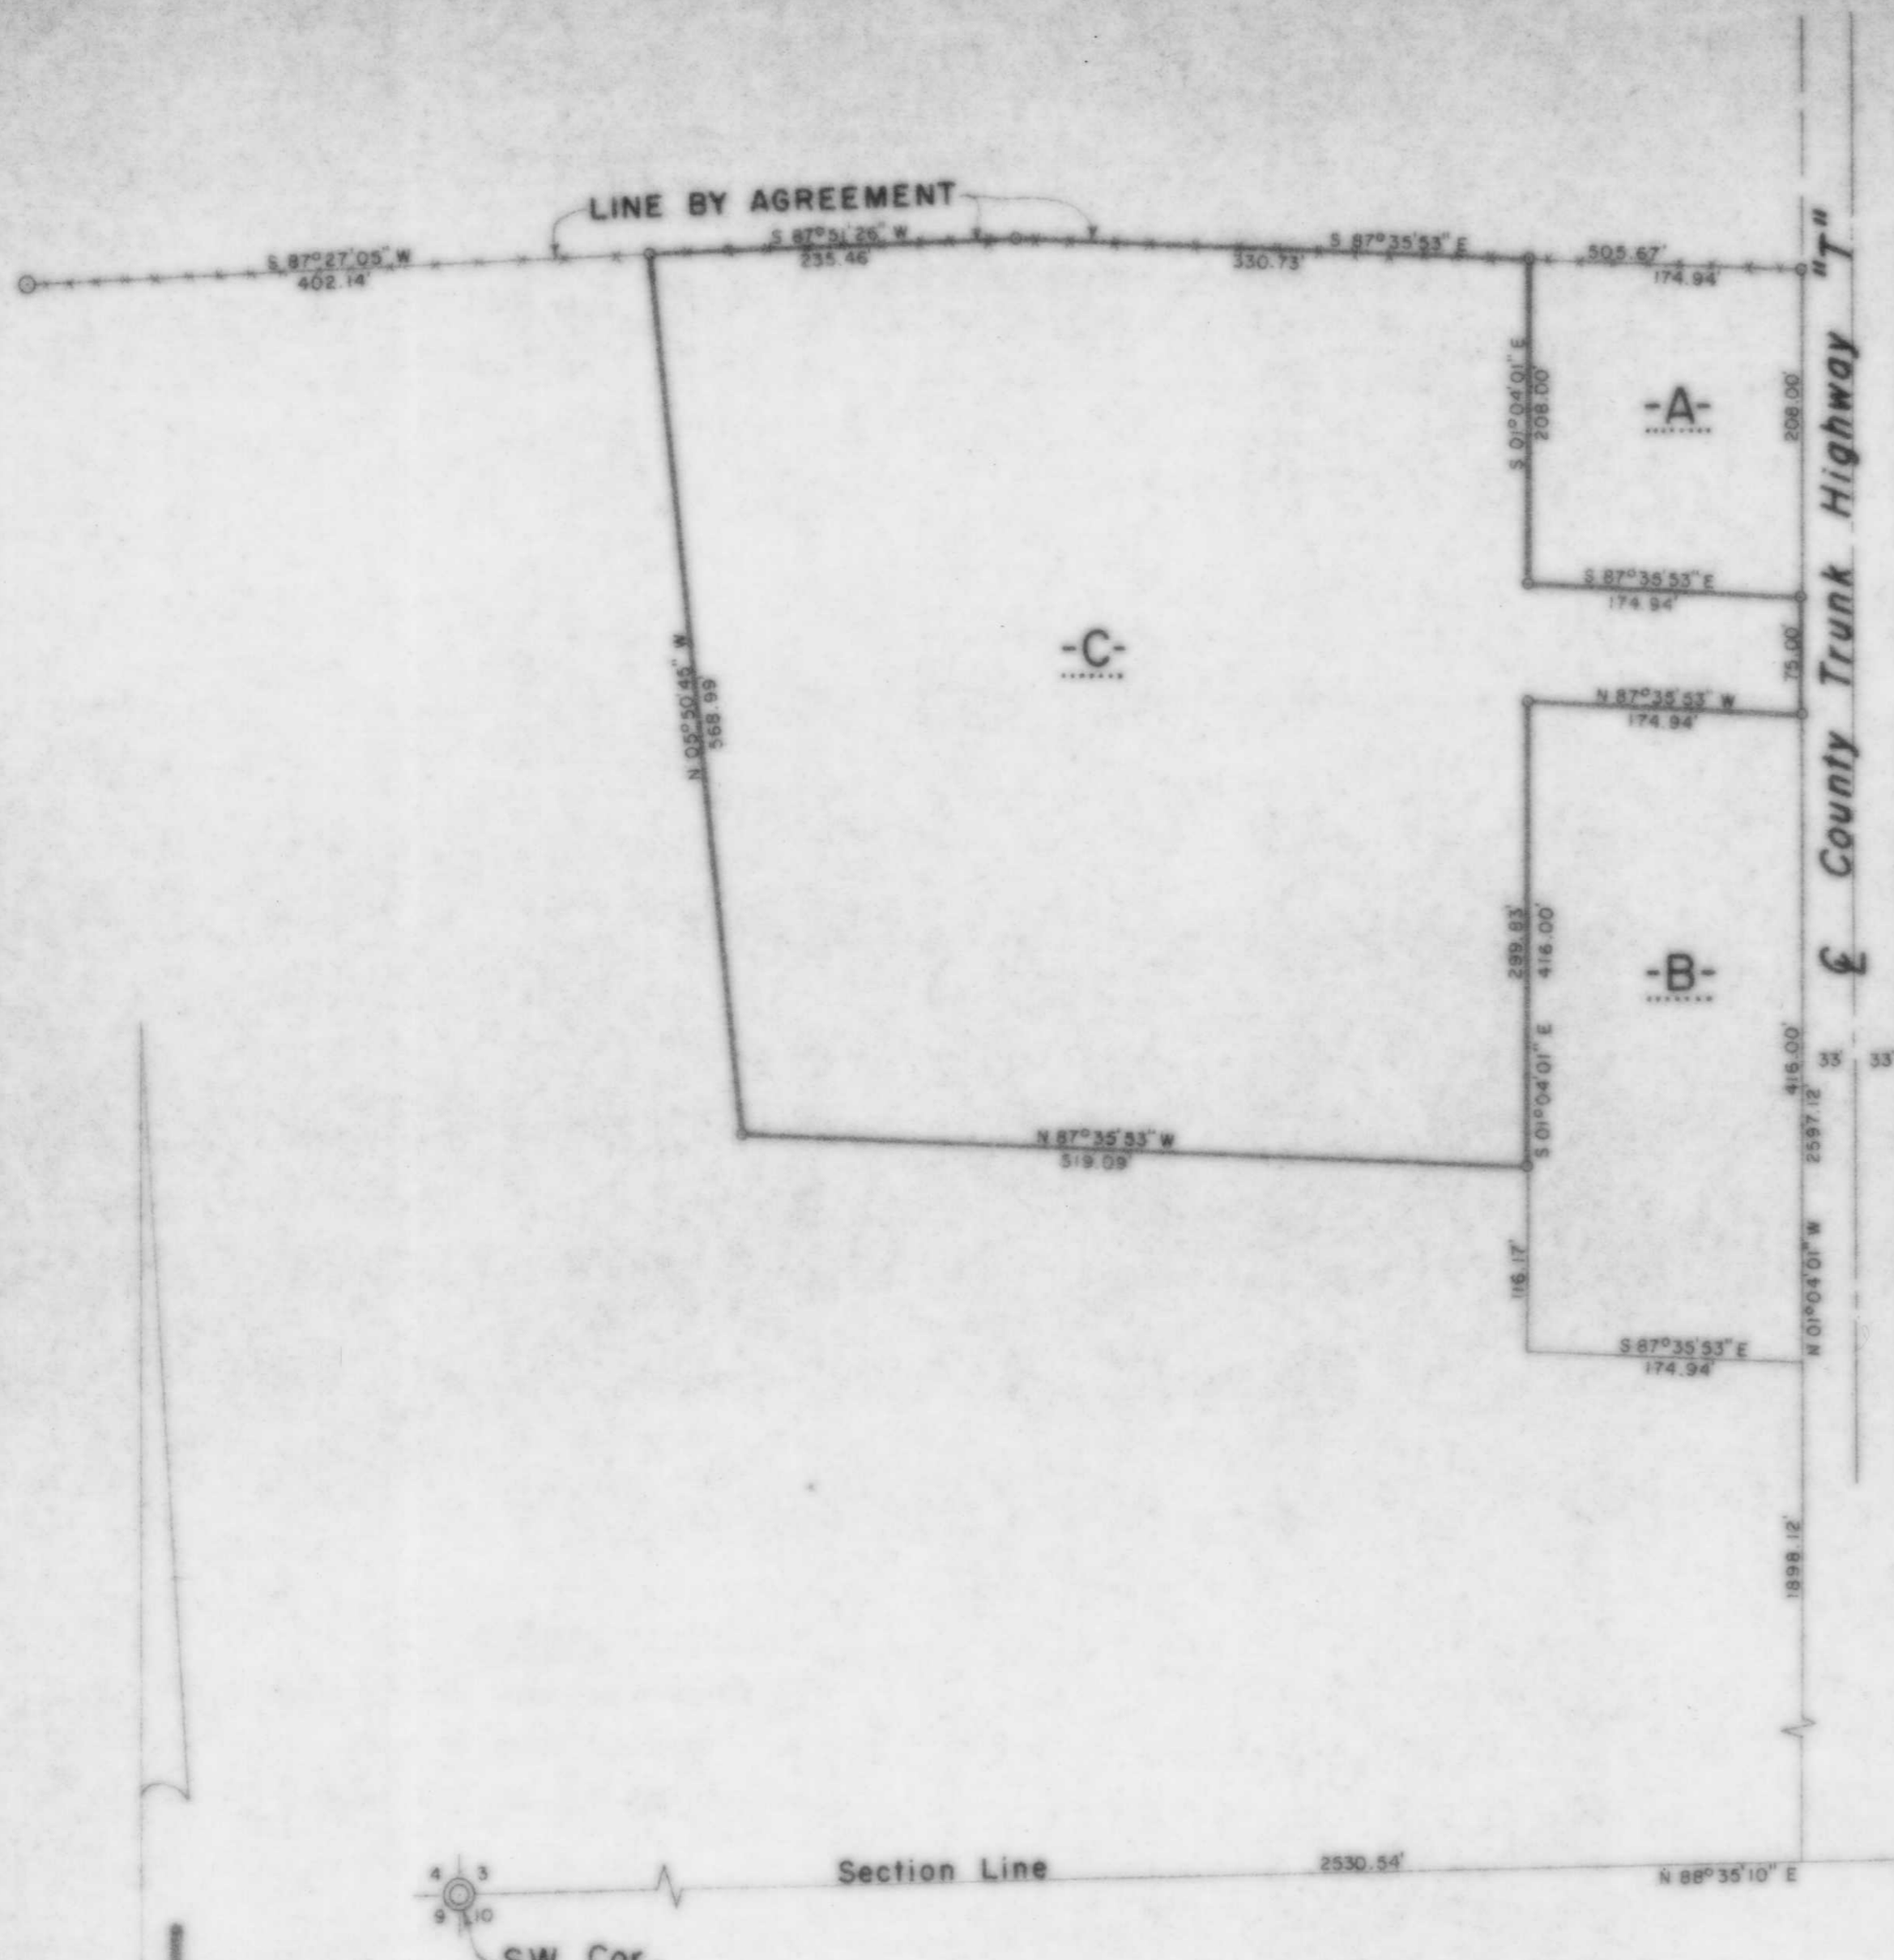 LINE BY AGREEMENT
S 87°27'05" W
402.14'
S 87°51'26" W
235.46'
S 87°35'53" E
330.73'
505.67'
174.94'
"T"
S 01°04'01" E
208.00'
-A-
208.00'
S 87°35'53" E
174.94'
75.00'
-C-
N 05°50'45" W
568.99'
N 87°35'53" W
174.94'
County Trunk Highway
℄
299.83'
416.00'
S 01°04'01" E
-B-
416.00'
33'
33'
2597.12'
N 01°04'01" W
N 87°35'53" W
519.09'
116.17'
S 87°35'53" E
174.94'
1898.12'
Section Line
2530.54'
N 88°35'10" E
4 3
9 10
SW Cor.